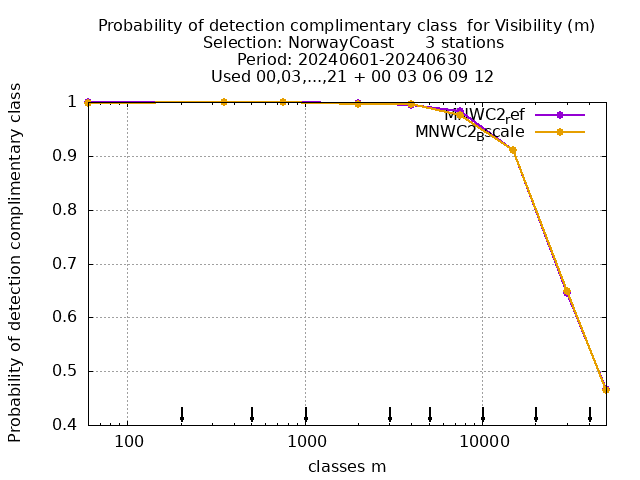 Probability of detection complimentary class for Visibility (m)
Selection: NorwayCoast 3 stations
Period: 20240601-20240630
Used 00,03,...,21 + 00 03 06 09 12
Probability of detection complimentary class
1
0.9
0.8
0.7
0.6
0.5
0.4
MNWC2ref
MNWC2Bscale
100
1000
10000
classes m